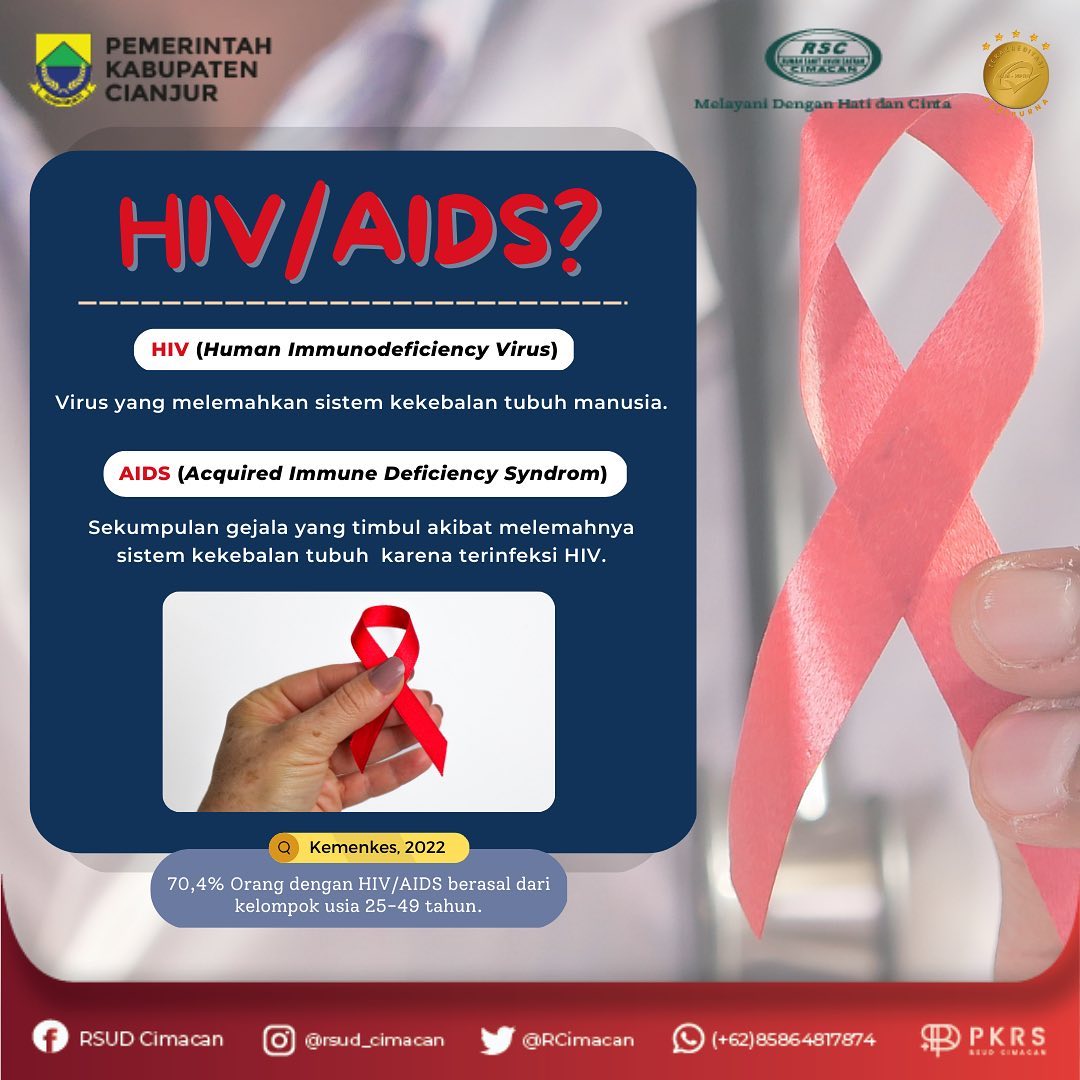 PEMERINTAH
KABUPATEN
CIANJUR
RSC
CIMACAN
Melayani Dengan Hati dan Cinta
HIV/AIDS?
HIV (Human Immunodeficiency Virus)
Virus yang melemahkan sistem kekebalan tubuh manusia.
AIDS (Acquired Immune Deficiency Syndrom)
Sekumpulan gejala yang timbul akibat melemahnya
sistem kekebalan tubuh karena terinfeksi HIV.
Kemenkes, 2022
70,4% Orang dengan HIV/AIDS berasal dari
kelompok usia 25-49 tahun.
RSUD Cimacan
@rsud_cimacan
@RCimacan
(+62)85864817874
PKRS
RSUD CIMACAN